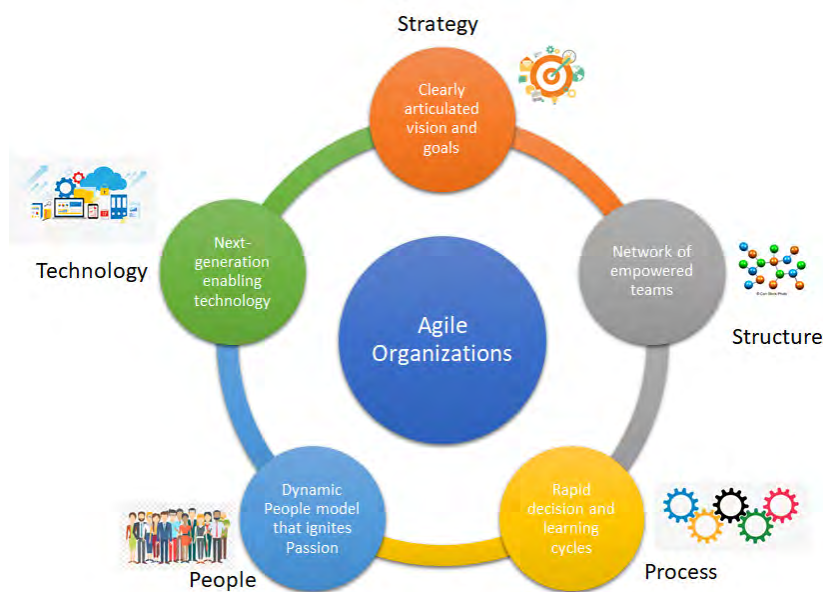 Strategy
Clearly
articulated
vision and
goals
Technology
Next-
generation
enabling
technology
Network of
empowered
teams
Structure
Agile
Organizations
Dynamic
People model
that ignites
Passion
People
Rapid
decision and
learning
cycles
Process